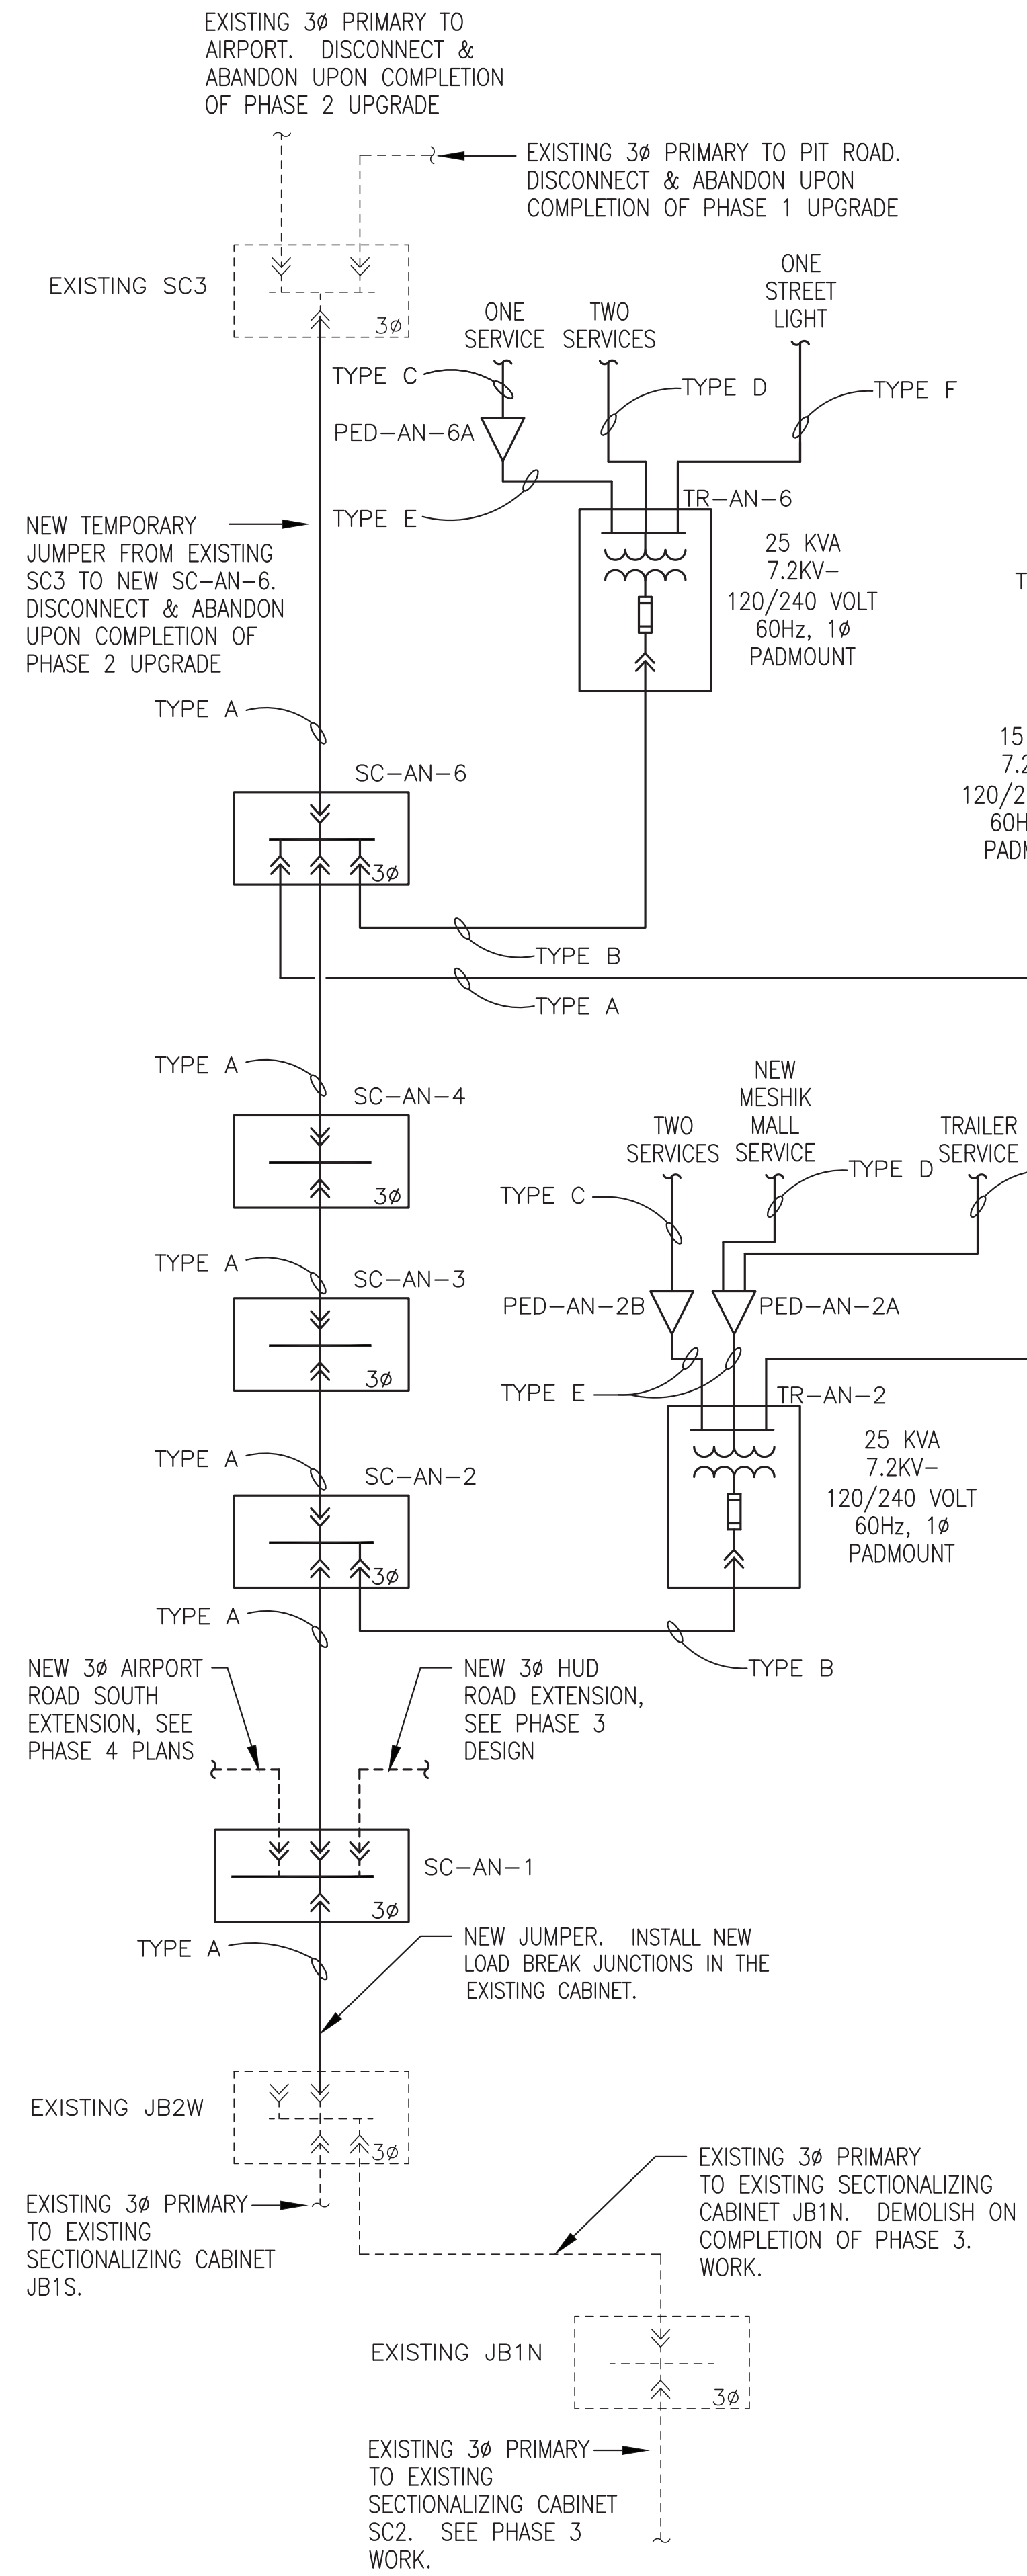 EXISTING 3Ø PRIMARY TO
AIRPORT. DISCONNECT &
ABANDON UPON COMPLETION
OF PHASE 2 UPGRADE
EXISTING 3Ø PRIMARY TO PIT ROAD.
DISCONNECT & ABANDON UPON
COMPLETION OF PHASE 1 UPGRADE
EXISTING SC3
3Ø
ONE
STREET
LIGHT
ONE
SERVICE
TWO
SERVICES
TYPE C
TYPE D
TYPE F
PED-AN-6A
TYPE E
TR-AN-6
25 KVA
7.2KV-
120/240 VOLT
60Hz, 1Ø
PADMOUNT
NEW TEMPORARY
JUMPER FROM EXISTING
SC3 TO NEW SC-AN-6.
DISCONNECT & ABANDON
UPON COMPLETION OF
PHASE 2 UPGRADE
T
TYPE A
15
7.2
120/2
60H
PADM
SC-AN-6
3Ø
TYPE B
TYPE A
TYPE A
SC-AN-4
3Ø
NEW
MESHIK
MALL
SERVICE
TWO
SERVICES
TRAILER
SERVICE
TYPE D
TYPE C
TYPE A
SC-AN-3
3Ø
PED-AN-2B
PED-AN-2A
TYPE E
TR-AN-2
25 KVA
7.2KV-
120/240 VOLT
60Hz, 1Ø
PADMOUNT
TYPE A
SC-AN-2
3Ø
TYPE A
TYPE B
NEW 3Ø AIRPORT
ROAD SOUTH
EXTENSION, SEE
PHASE 4 PLANS
NEW 3Ø HUD
ROAD EXTENSION,
SEE PHASE 3
DESIGN
SC-AN-1
3Ø
TYPE A
NEW JUMPER. INSTALL NEW
LOAD BREAK JUNCTIONS IN THE
EXISTING CABINET.
EXISTING JB2W
3Ø
EXISTING 3Ø PRIMARY
TO EXISTING
SECTIONALIZING CABINET
JB1S.
EXISTING 3Ø PRIMARY
TO EXISTING SECTIONALIZING
CABINET JB1N. DEMOLISH ON
COMPLETION OF PHASE 3.
WORK.
EXISTING JB1N
3Ø
EXISTING 3Ø PRIMARY
TO EXISTING
SECTIONALIZING CABINET
SC2. SEE PHASE 3
WORK.